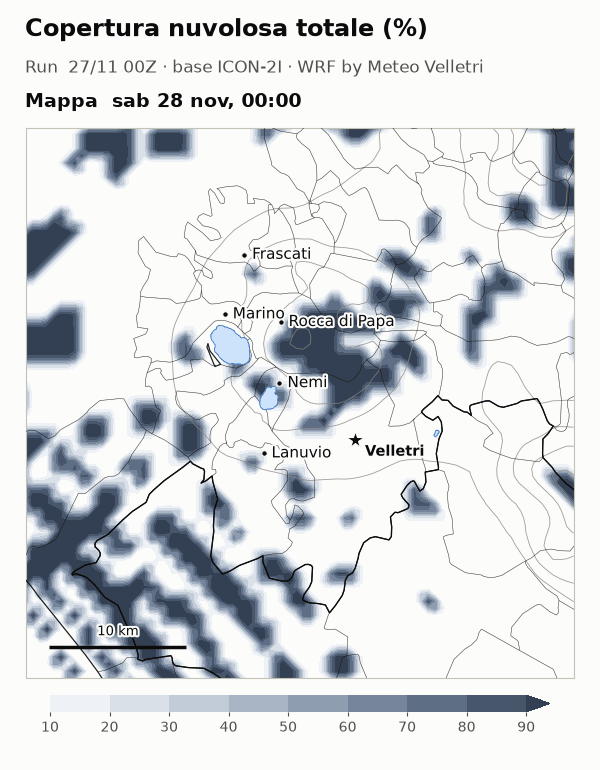 Copertura nuvolosa totale (%)
Run  27/11 00Z · base ICON-2I · WRF by Meteo Velletri
Mappa  sab 28 nov, 00:00
Frascati
Marino
Rocca di Papa
Nemi
Velletri
Lanuvio
10 km
10 20 30 40 50 60 70 80 90